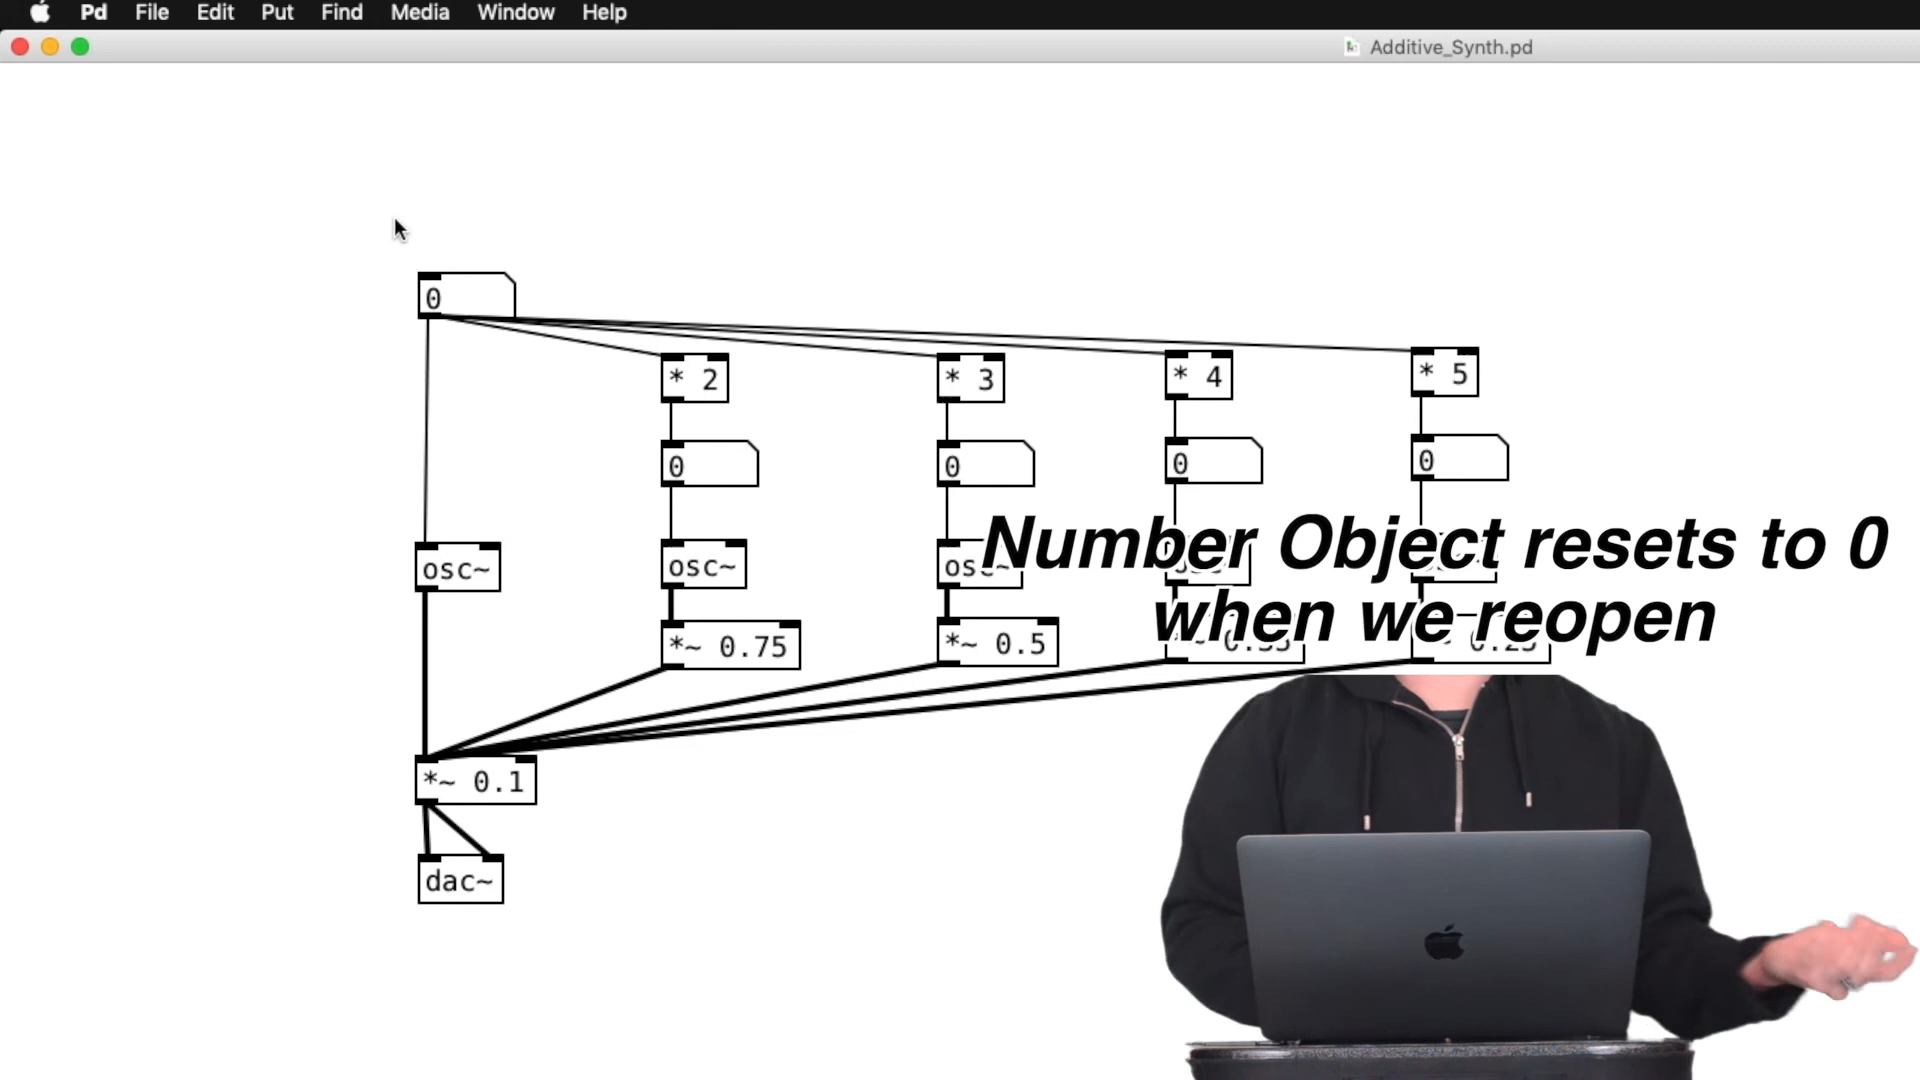 Pd File Edit Put Find Media Window Help
Additive_Synth.pd
0
* 2 * 3 * 4 * 5
0 0 0 0
osc~ osc~
Number Object resets to 0
when we reopen
*~ 0.75 *~ 0.5
*~ 0.1
dac~